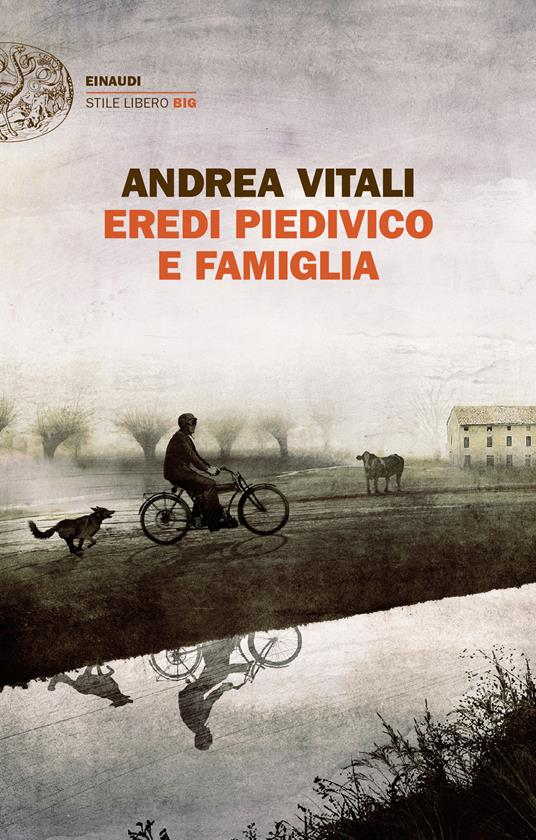 EINAUDI
STILE LIBERO BIG
ANDREA VITALI
EREDI PIEDIVICO
E FAMIGLIA